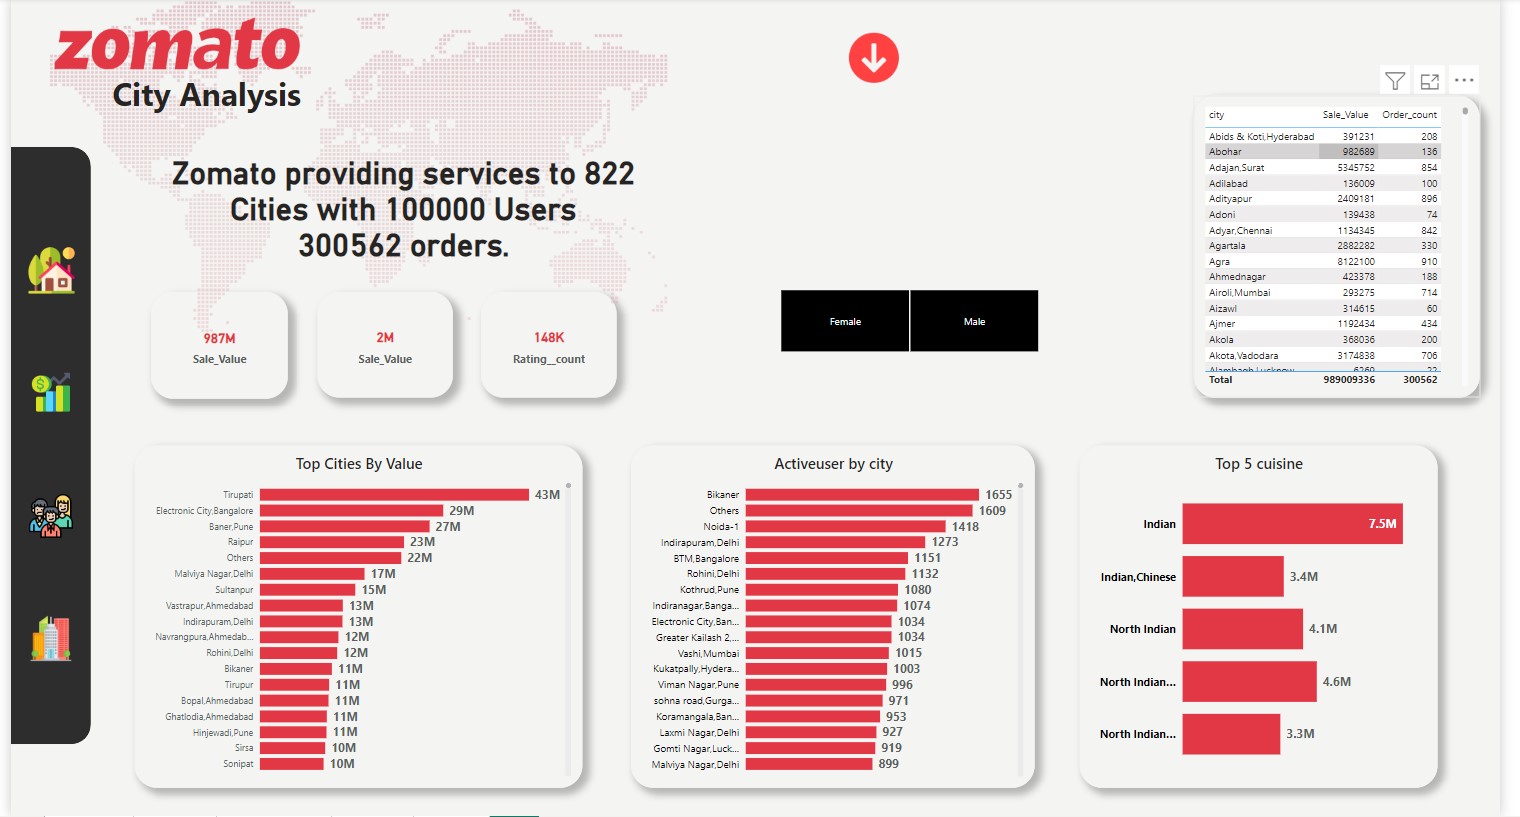 zomato
City Analysis
Zomato providing services to 822
Cities with 100000 Users
300562 orders.
987M
Sale_Value
2M
Sale_Value
148K
Rating_count
Female
Male
city Sale_Value Order_count
Abids & Koti,Hyderabad 391231 208
Abohar 982689 136
Adajan,Surat 5345752 854
Adilabad 136009 100
Adityapur 2409181 896
Adoni 139438 74
Adyar,Chennai 1134345 842
Agartala 2882282 330
Agra 8122100 910
Ahmednagar 423378 188
Airoli,Mumbai 293275 714
Aizawl 314615 60
Ajmer 1192434 434
Akola 368036 200
Akota,Vadodara 3174838 706
Total 989009336 300562
Top Cities By Value
Tirupati 43M
Electronic City,Bangalore 29M
Baner,Pune 27M
Raipur 23M
Others 22M
Malviya Nagar,Delhi 17M
Sultanpur 15M
Vastrapur,Ahmedabad 13M
Indirapuram,Delhi 13M
Navrangpura,Ahmedab... 12M
Rohini,Delhi 12M
Bikaner 11M
Tirupur 11M
Bopal,Ahmedabad 11M
Ghatlodia,Ahmedabad 11M
Hinjewadi,Pune 11M
Sirsa 10M
Sonipat 10M
Activeuser by city
Bikaner 1655
Others 1609
Noida-1 1418
Indirapuram,Delhi 1273
BTM,Bangalore 1151
Rohini,Delhi 1132
Kothrud,Pune 1080
Indiranagar,Banga... 1074
Electronic City,Ban... 1034
Greater Kailash 2,... 1034
Vashi,Mumbai 1015
Kukatpally,Hydera... 1003
Viman Nagar,Pune 996
sohna road,Gurga... 971
Koramangala,Ban... 953
Laxmi Nagar,Delhi 927
Gomti Nagar,Luck... 919
Malviya Nagar,Delhi 899
Top 5 cuisine
Indian 7.5M
Indian,Chinese 3.4M
North Indian 4.1M
North Indian... 4.6M
North Indian... 3.3M